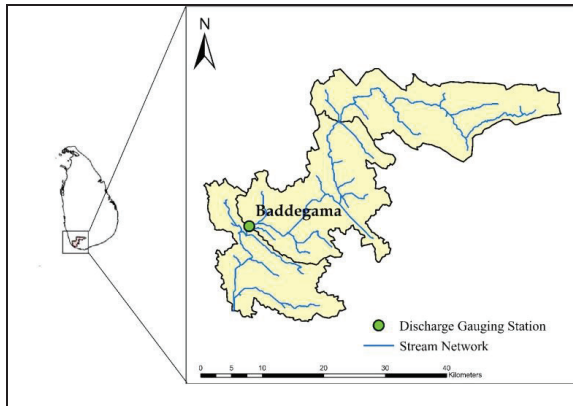 N
Baddegama
Discharge Gauging Station
Stream Network
0 5 10 20 30 40
Kilometers